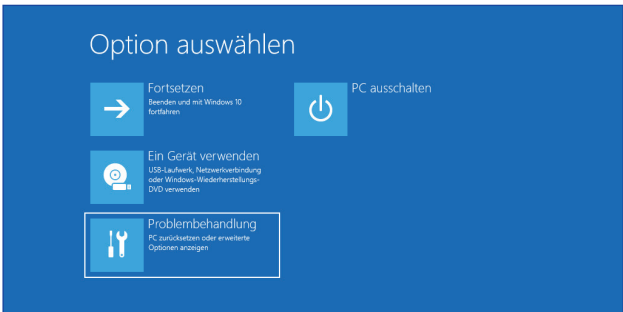 Option auswählen
Fortsetzen
Beenden und mit Windows 10
fortfahren
PC ausschalten
Ein Gerät verwenden
USB-Laufwerk, Netzwerkverbindung
oder Windows-Wiederherstellungs-
DVD verwenden
Problembehandlung
PC zurücksetzen oder erweiterte
Optionen anzeigen